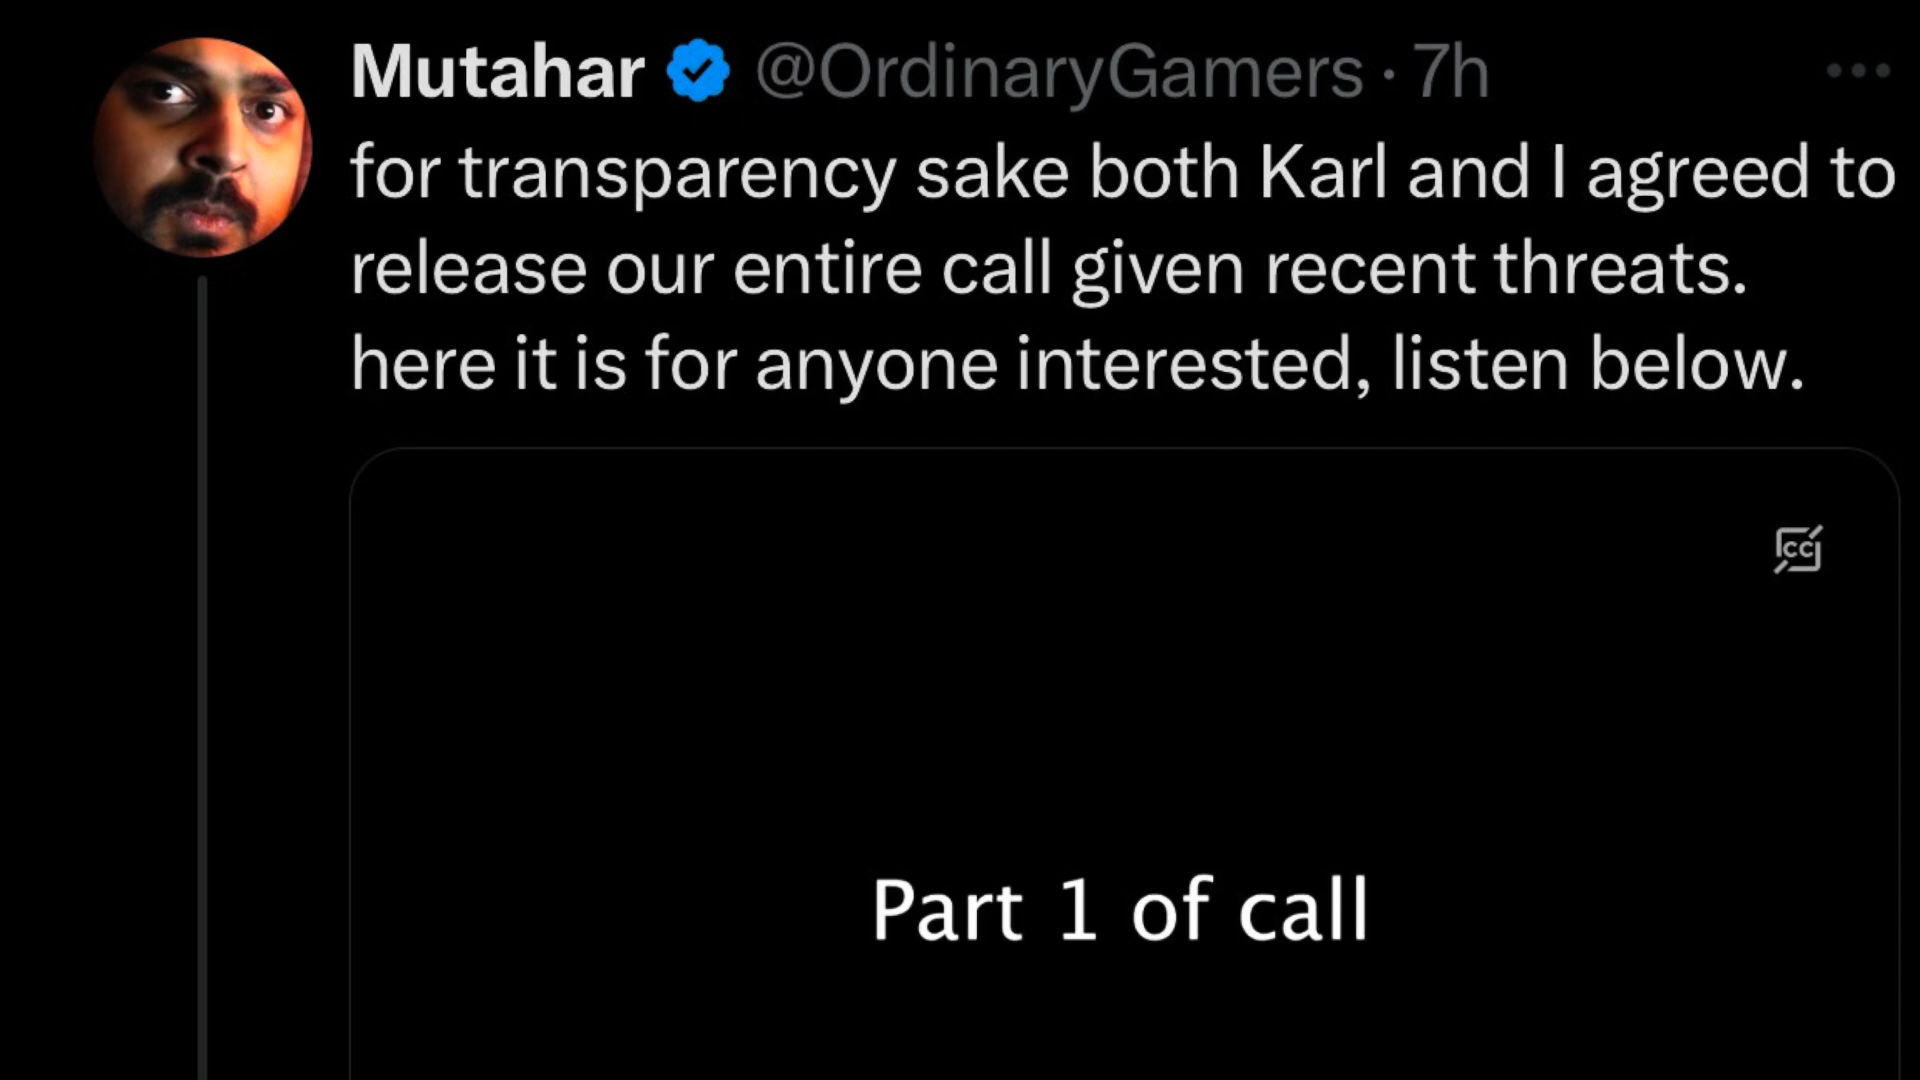 Mutahar @OrdinaryGamers · 7h
for transparency sake both Karl and I agreed to
release our entire call given recent threats.
here it is for anyone interested, listen below.
CC
Part 1 of call